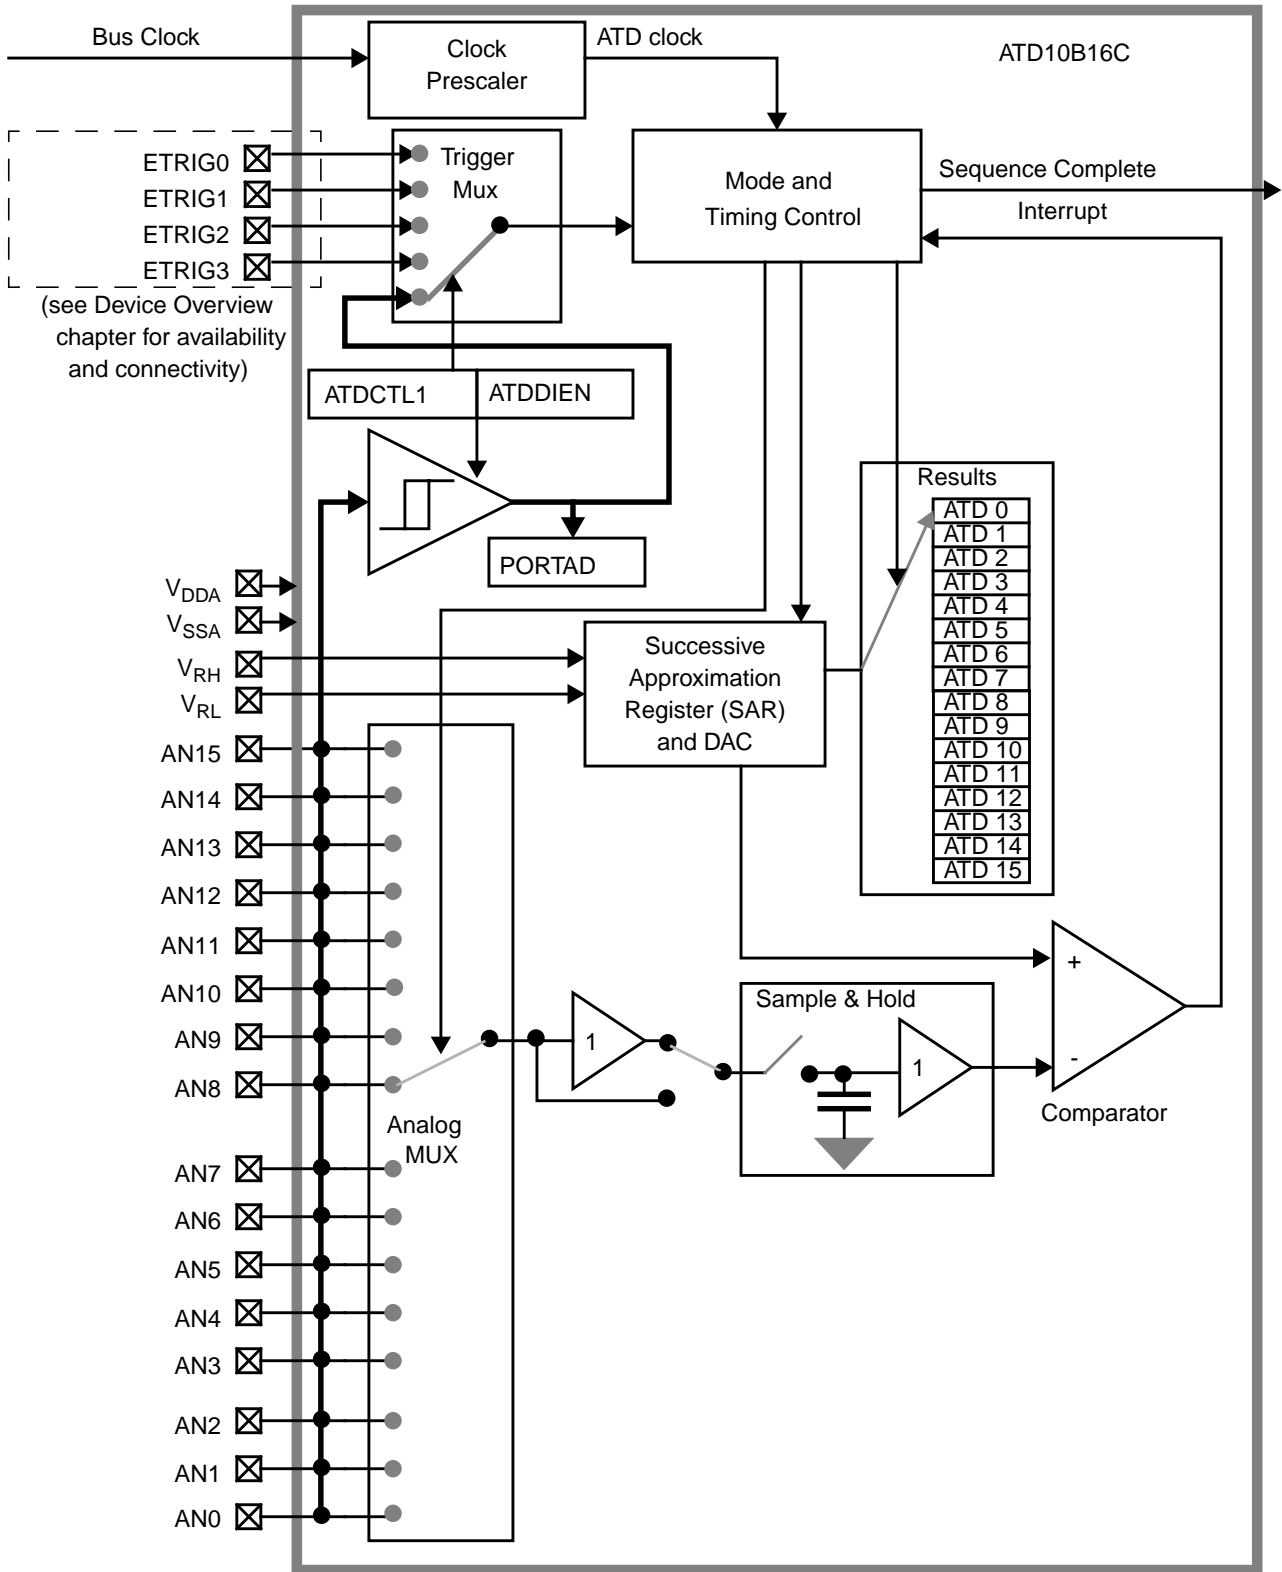 Bus Clock
Clock
Prescaler
ATD clock
ATD10B16C
ETRIG0
ETRIG1
ETRIG2
ETRIG3
(see Device Overview
chapter for availability
and connectivity)
Trigger
Mux
Mode and
Timing Control
Sequence Complete
Interrupt
ATDCTL1
ATDDIEN
PORTAD
Results
ATD 0
ATD 1
ATD 2
ATD 3
ATD 4
ATD 5
ATD 6
ATD 7
ATD 8
ATD 9
ATD 10
ATD 11
ATD 12
ATD 13
ATD 14
ATD 15
VDDA
VSSA
VRH
VRL
Successive
Approximation
Register (SAR)
and DAC
AN15
AN14
AN13
AN12
AN11
AN10
AN9
AN8
AN7
AN6
AN5
AN4
AN3
AN2
AN1
AN0
Analog
MUX
1
Sample & Hold
1
+
-
Comparator